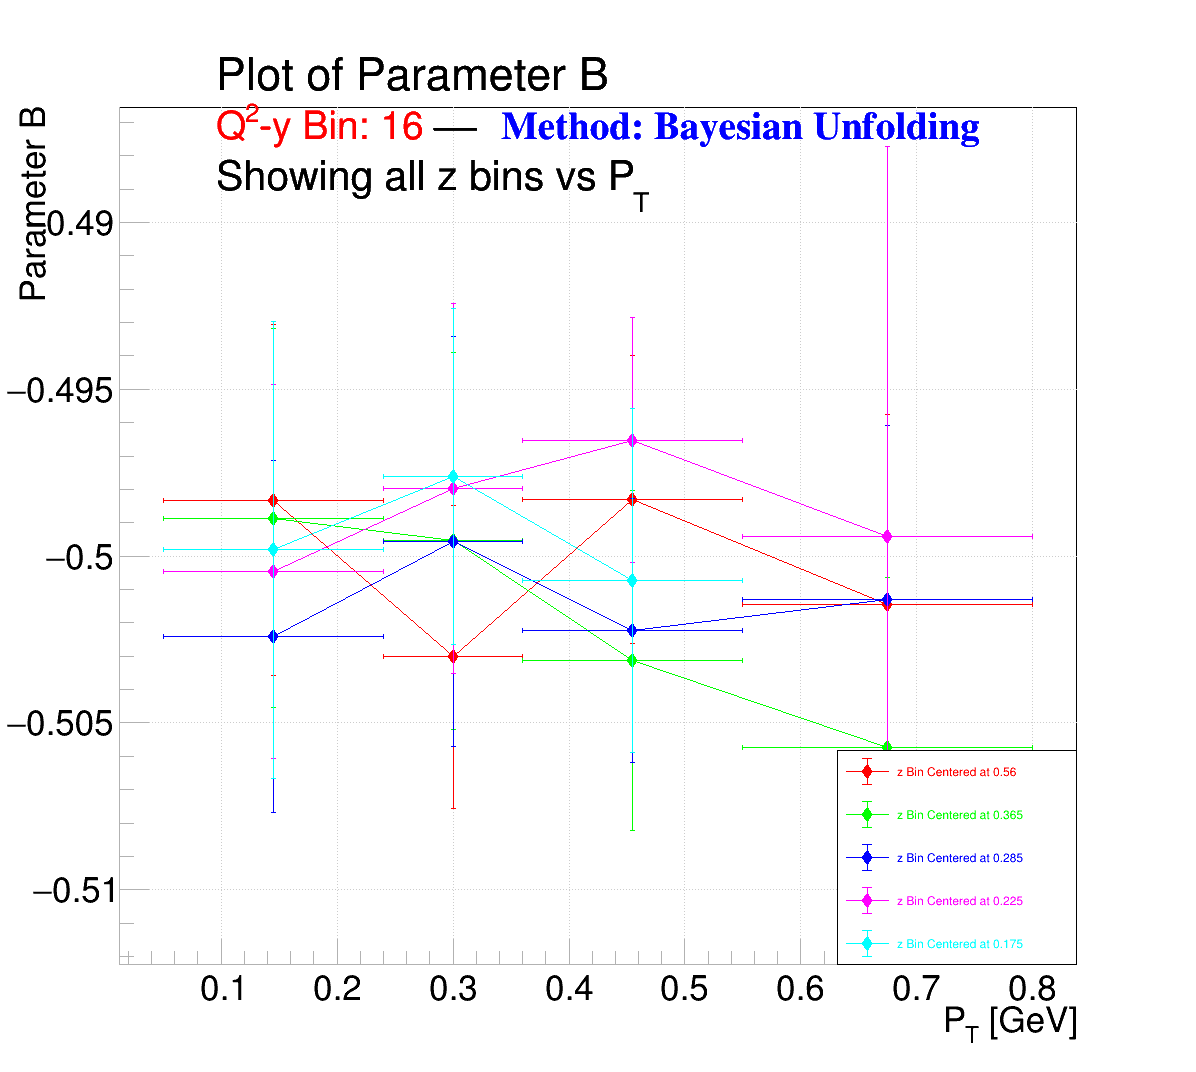 Plot of Parameter B
Q²-y Bin: 16 — Method: Bayesian Unfolding
Showing all z bins vs P_T
Parameter B
0.49
−0.495
−0.5
−0.505
−0.51
0.1 0.2 0.3 0.4 0.5 0.6 0.7 0.8
P_T [GeV]
z Bin Centered at 0.56
z Bin Centered at 0.365
z Bin Centered at 0.285
z Bin Centered at 0.225
z Bin Centered at 0.175